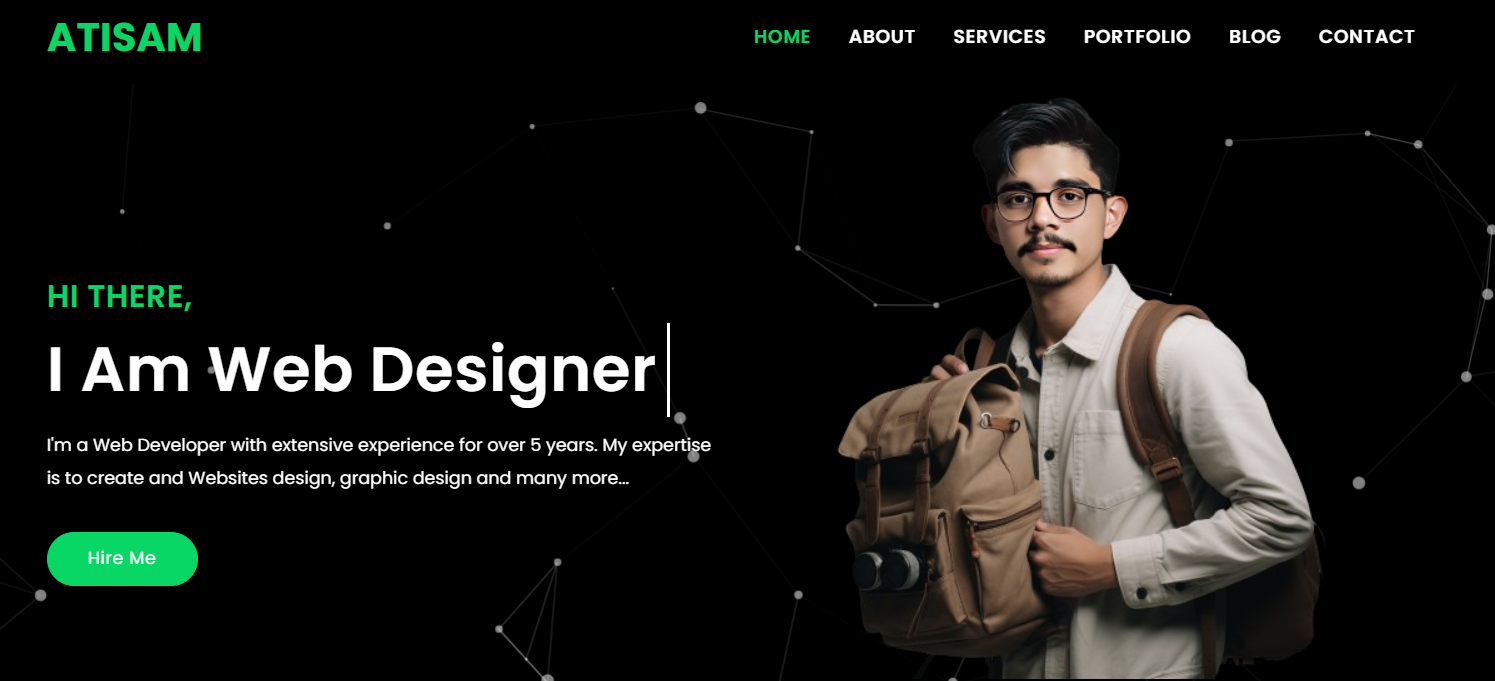 ATISAM
HOME ABOUT SERVICES PORTFOLIO BLOG CONTACT
HI THERE,
I Am Web Designer
I'm a Web Developer with extensive experience for over 5 years. My expertise
is to create and Websites design, graphic design and many more...
Hire Me